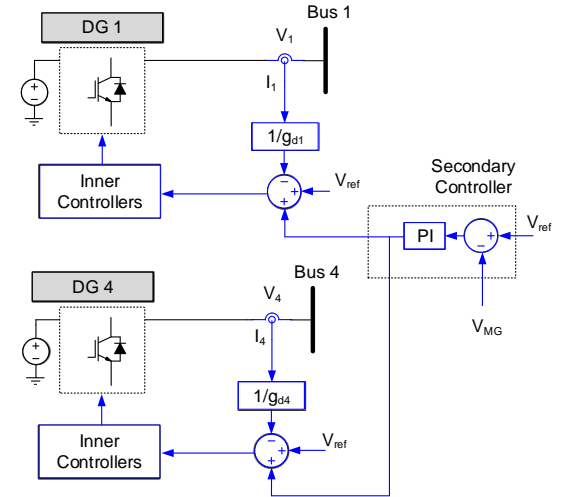 DG 1
Bus 1
V1
I1
1/gd1
Inner
Controllers
Vref
Secondary
Controller
PI
Vref
VMG
DG 4
Bus 4
V4
I4
1/gd4
Inner
Controllers
Vref